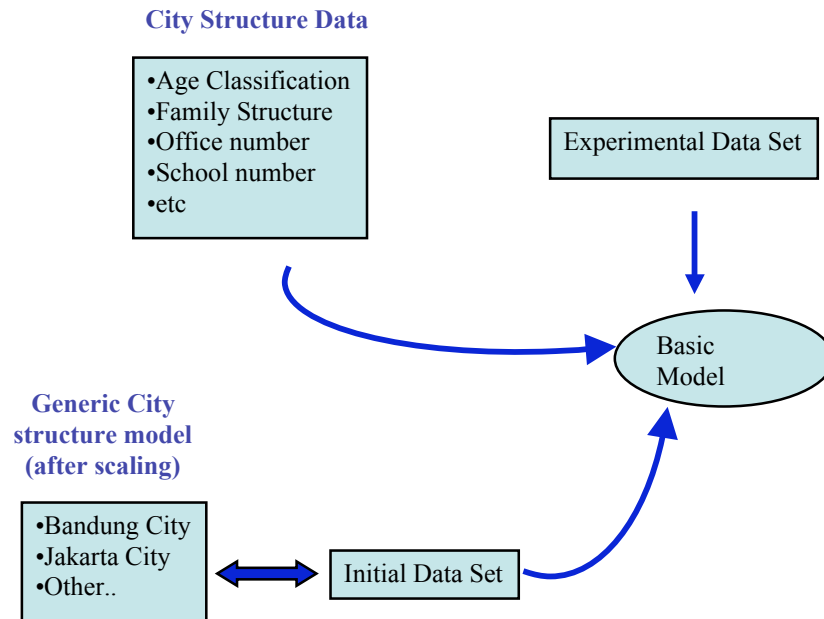 City Structure Data
•Age Classification
•Family Structure
•Office number
•School number
•etc
Experimental Data Set
Basic
Model
Generic City
structure model
(after scaling)
•Bandung City
•Jakarta City
•Other..
Initial Data Set